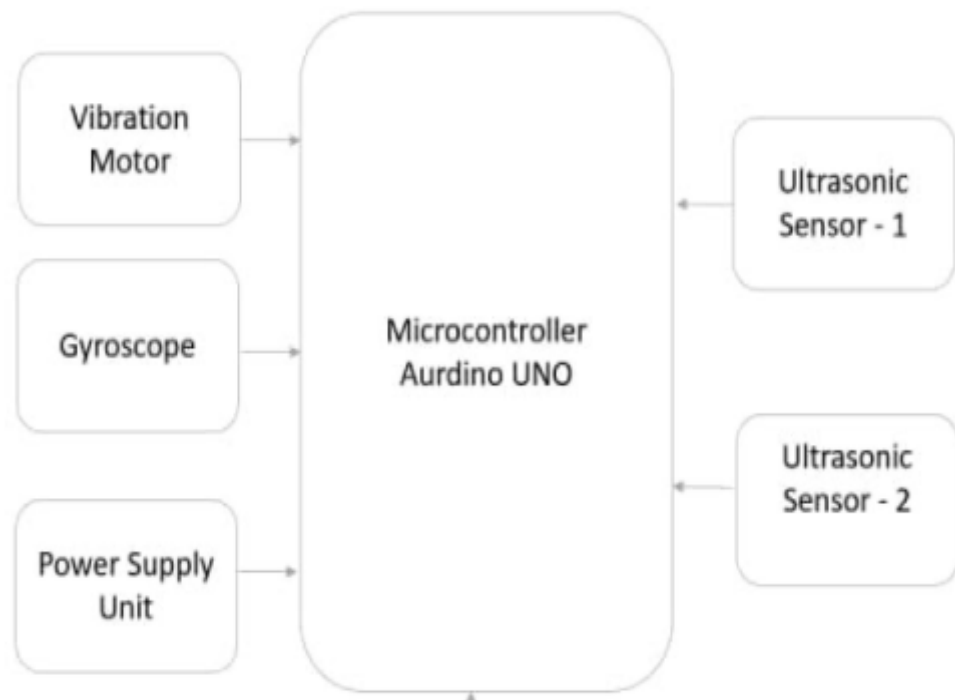 Vibration
Motor
Gyroscope
Power Supply
Unit
Microcontroller
Aurdino UNO
Ultrasonic
Sensor - 1
Ultrasonic
Sensor - 2